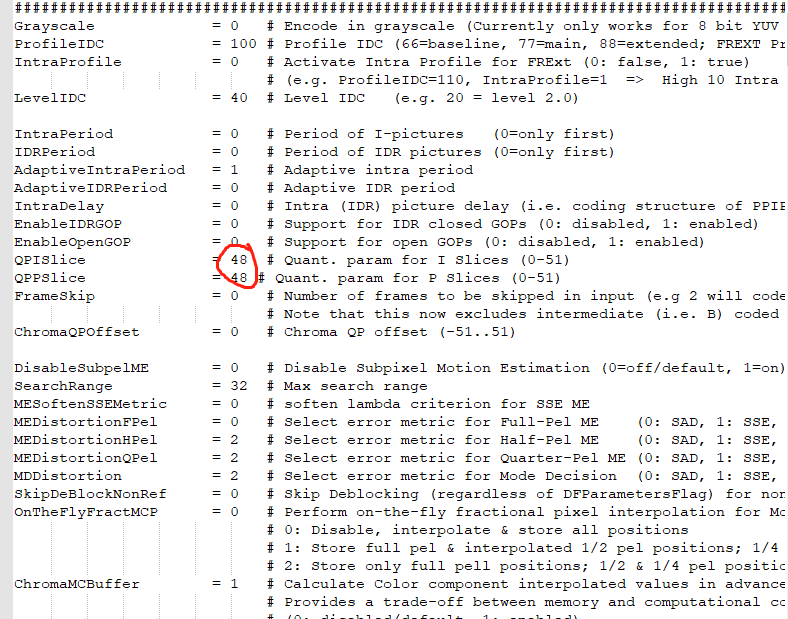 ##########################################################################################
Grayscale             = 0   # Encode in grayscale (Currently only works for 8 bit YUV
ProfileIDC            = 100 # Profile IDC (66=baseline, 77=main, 88=extended; FREXT Pr
IntraProfile          = 0   # Activate Intra Profile for FRExt (0: false, 1: true)
# (e.g. ProfileIDC=110, IntraProfile=1  =>  High 10 Intra
LevelIDC              = 40  # Level IDC   (e.g. 20 = level 2.0)
IntraPeriod           = 0   # Period of I-pictures   (0=only first)
IDRPeriod             = 0   # Period of IDR pictures (0=only first)
AdaptiveIntraPeriod   = 1   # Adaptive intra period
AdaptiveIDRPeriod     = 0   # Adaptive IDR period
IntraDelay            = 0   # Intra (IDR) picture delay (i.e. coding structure of PPIE
EnableIDRGOP          = 0   # Support for IDR closed GOPs (0: disabled, 1: enabled)
EnableOpenGOP         = 0   # Support for open GOPs (0: disabled, 1: enabled)
QPISlice              = 48  # Quant. param for I Slices (0-51)
QPPSlice              = 48 # Quant. param for P Slices (0-51)
FrameSkip             = 0   # Number of frames to be skipped in input (e.g 2 will code
# Note that this now excludes intermediate (i.e. B) coded
ChromaQPOffset        = 0   # Chroma QP offset (-51..51)
DisableSubpelME       = 0   # Disable Subpixel Motion Estimation (0=off/default, 1=on)
SearchRange           = 32  # Max search range
MESoftenSSEMetric     = 0   # soften lambda criterion for SSE ME
MEDistortionFPel      = 0   # Select error metric for Full-Pel ME    (0: SAD, 1: SSE,
MEDistortionHPel      = 2   # Select error metric for Half-Pel ME    (0: SAD, 1: SSE,
MEDistortionQPel      = 2   # Select error metric for Quarter-Pel ME (0: SAD, 1: SSE,
MDDistortion          = 2   # Select error metric for Mode Decision  (0: SAD, 1: SSE,
SkipDeBlockNonRef     = 0   # Skip Deblocking (regardless of DFParametersFlag) for non
OnTheFlyFractMCP      = 0   # Perform on-the-fly fractional pixel interpolation for Mo
# 0: Disable, interpolate & store all positions
# 1: Store full pel & interpolated 1/2 pel positions; 1/4
# 2: Store only full pell positions; 1/2 & 1/4 pel positio
ChromaMCBuffer        = 1   # Calculate Color component interpolated values in advance
# Provides a trade-off between memory and computational co
# (0: disabled/default, 1: enabled)